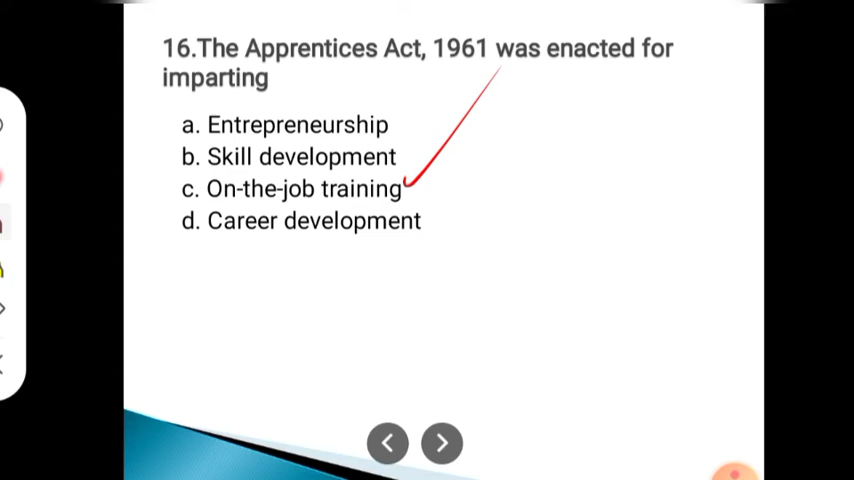 16.The Apprentices Act, 1961 was enacted for
imparting
a. Entrepreneurship
b. Skill development
c. On-the-job training
d. Career development